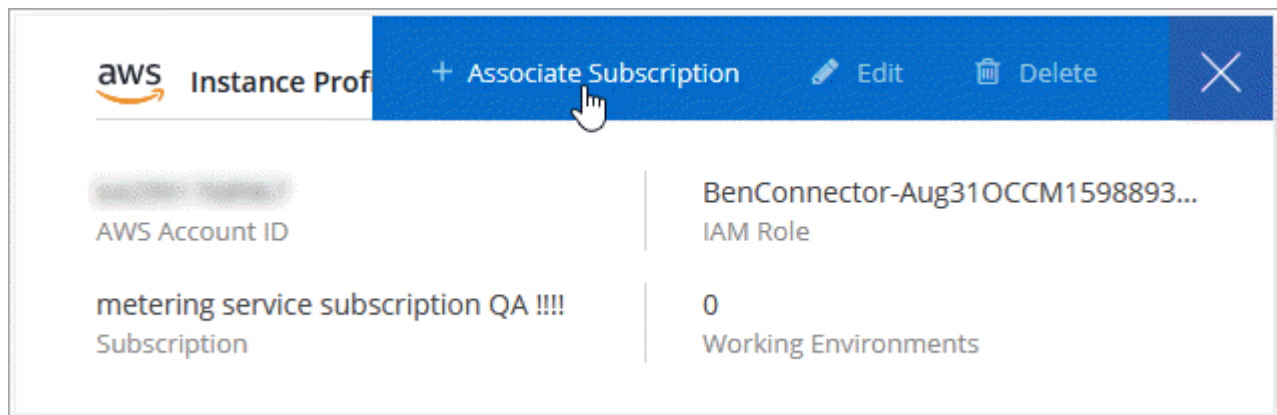 aws Instance Profi + Associate Subscription Edit Delete
AWS Account ID
BenConnector-Aug31OCCM1598893...
IAM Role
metering service subscription QA !!!!
Subscription
0
Working Environments